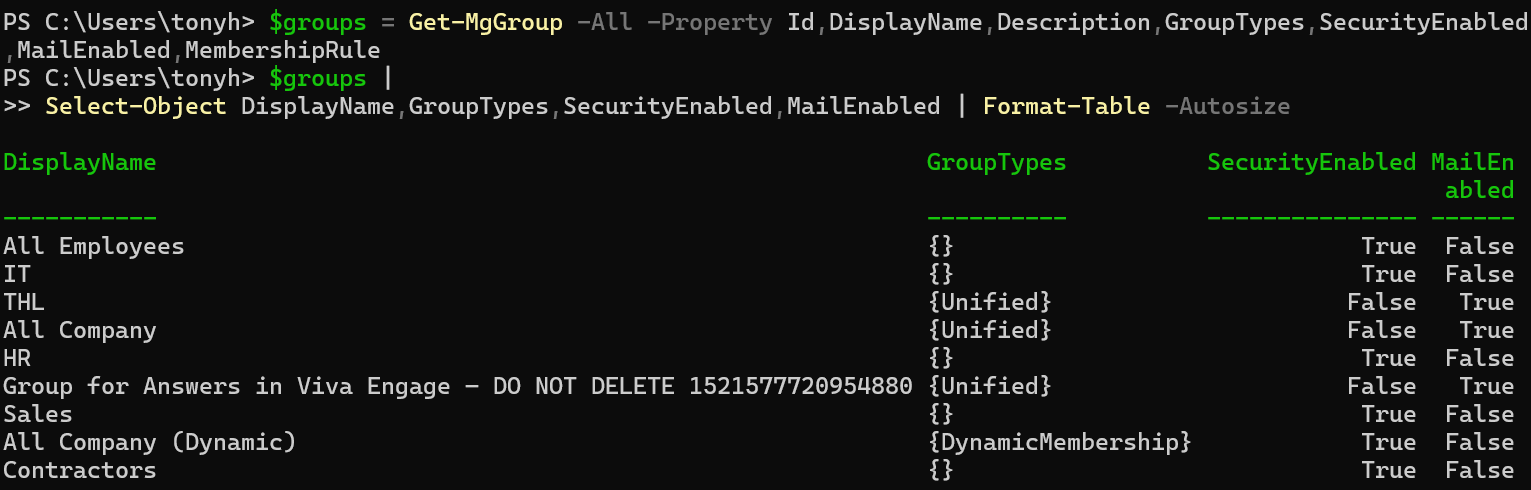 PS C:\Users\tonyh> $groups = Get-MgGroup -All -Property Id,DisplayName,Description,GroupTypes,SecurityEnabled
,MailEnabled,MembershipRule
PS C:\Users\tonyh> $groups |
>> Select-Object DisplayName,GroupTypes,SecurityEnabled,MailEnabled | Format-Table -Autosize
DisplayName GroupTypes SecurityEnabled MailEn
abled
----------- ---------- --------------- ------
All Employees {} True False
IT {} True False
THL {Unified} False True
All Company {Unified} False True
HR {} True False
Group for Answers in Viva Engage – DO NOT DELETE 1521577720954880 {Unified} False True
Sales {} True False
All Company (Dynamic) {DynamicMembership} True False
Contractors {} True False